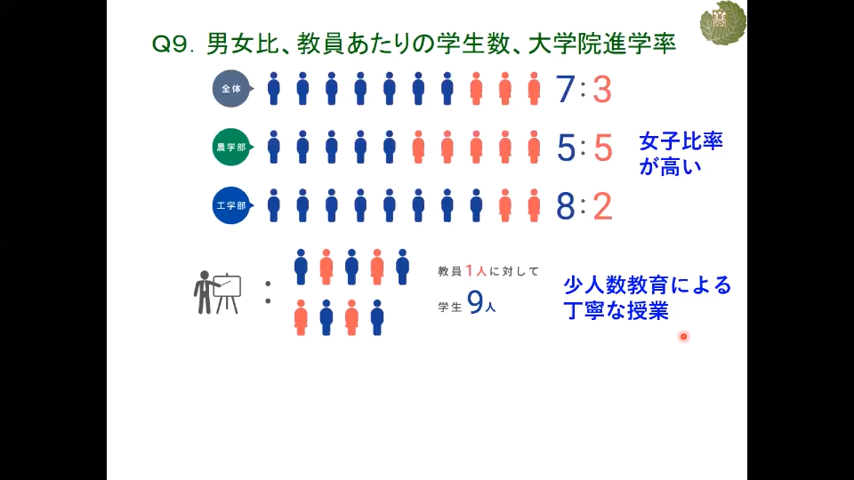 Q9. 男女比、教員あたりの学生数、大学院進学率
全体
7:3
農学部
5:5
女子比率
が高い
工学部
8:2
教員1人に対して
学生9人
少人数教育による
丁寧な授業